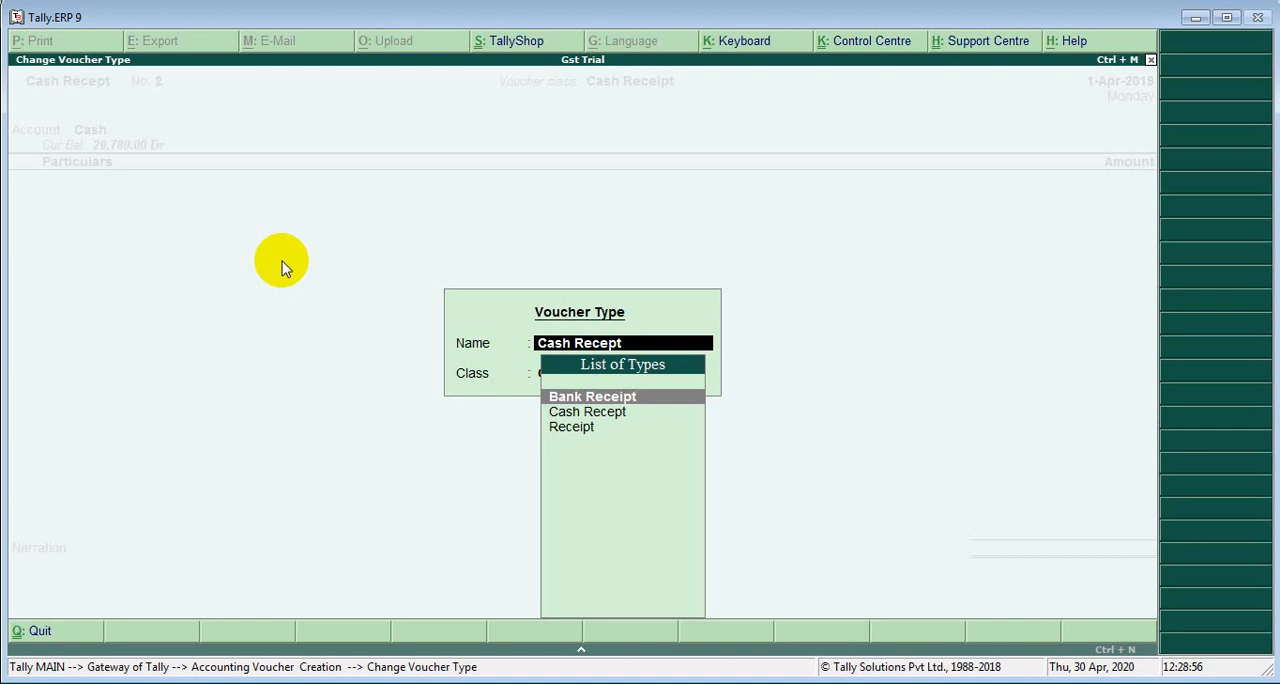 Tally.ERP 9
P: Print E: Export M: E-Mail O: Upload S: TallyShop G: Language K: Keyboard K: Control Centre H: Support Centre H: Help
Change Voucher Type Gst Trial Ctrl + M
Cash Recept No. 2 Voucher class: Cash Receipt 1-Apr-2019
Monday
Account Cash
Cur Bal: 29,780.00 Dr
Particulars Amount
Voucher Type
Name : Cash Recept
List of Types
Class :
Bank Receipt
Cash Recept
Receipt
Narration
Q: Quit
Ctrl + N
Tally MAIN --> Gateway of Tally --> Accounting Voucher Creation --> Change Voucher Type © Tally Solutions Pvt Ltd., 1988-2018 Thu, 30 Apr, 2020 12:28:56